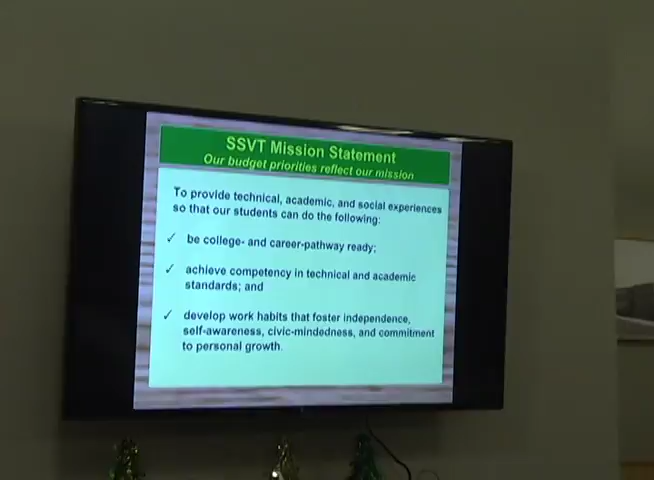 SSVT Mission Statement
Our budget priorities reflect our mission
To provide technical, academic, and social experiences
so that our students can do the following:
✓ be college- and career-pathway ready;
✓ achieve competency in technical and academic
standards; and
✓ develop work habits that foster independence,
self-awareness, civic-mindedness, and commitment
to personal growth.